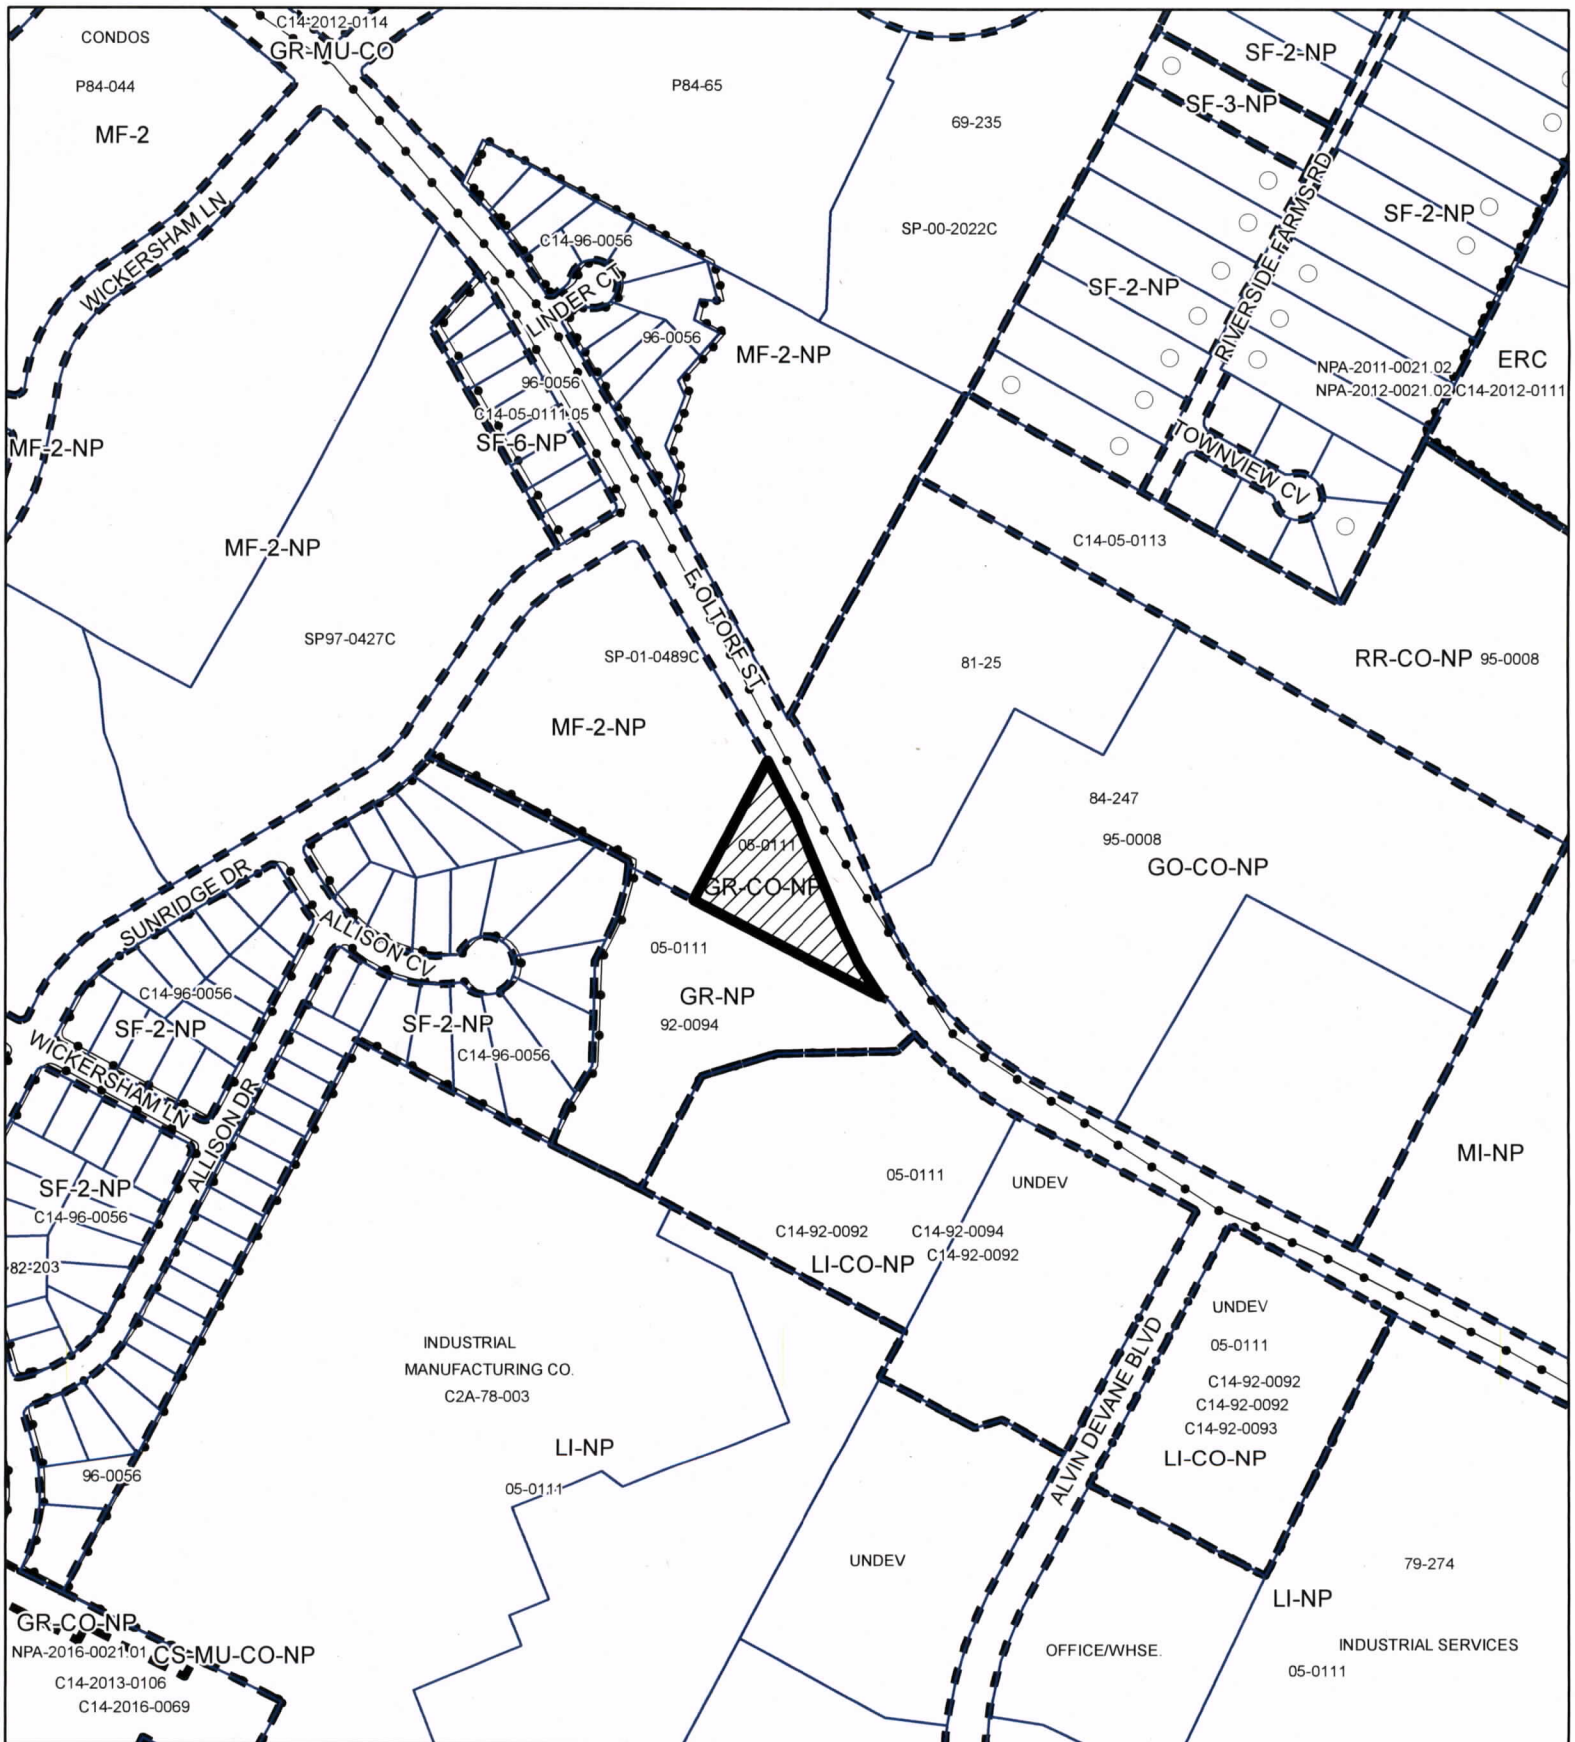 C14-2012-0114
CONDOS
GR-MU-CO
P84-044
MF-2
P84-65
69-235
SF-2-NP
SF-3-NP
RIVERSIDE FARMS RD
SF-2-NP
WICKERSHAM LN
C14-96-0056
SP-00-2022C
LINDER CT
SF-2-NP
96-0056
MF-2-NP
ERC
NPA-2011-0021.02
NPA-2012-0021.02
C14-2012-0111
96-0056
C14-05-0111.05
SF-6-NP
MF-2-NP
TOWNVIEW CV
MF-2-NP
C14-05-0113
E OLTORF ST
SP97-0427C
SP-01-0489C
81-25
RR-CO-NP
95-0008
MF-2-NP
84-247
95-0008
GO-CO-NP
05-0111
GR-CO-NP
SUNRIDGE DR
ALLISON CV
05-0111
GR-NP
92-0094
C14-96-0056
SF-2-NP
SF-2-NP
C14-96-0056
WICKERSHAM LN
ALLISON DR
MI-NP
05-0111
UNDEV
SF-2-NP
C14-96-0056
C14-92-0092
C14-92-0094
C14-92-0092
LI-CO-NP
82-203
UNDEV
05-0111
C14-92-0092
C14-92-0092
C14-92-0093
LI-CO-NP
ALVIN DEVANE BLVD
INDUSTRIAL
MANUFACTURING CO.
C2A-78-003
LI-NP
05-0111
96-0056
UNDEV
79-274
LI-NP
GR-CO-NP
NPA-2016-0021.01
CS-MU-CO-NP
C14-2013-0106
C14-2016-0069
OFFICE/WHSE.
INDUSTRIAL SERVICES
05-0111